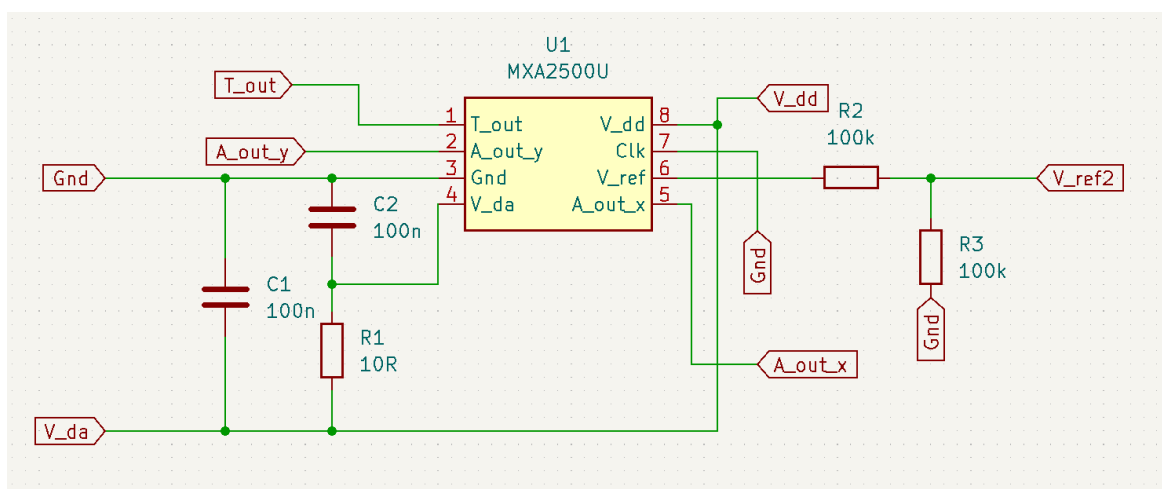 U1
MXA2500U
T_out
V_dd
R2
100k
1
T_out
V_dd
8
A_out_y
2
A_out_y
Clk
7
Gnd
3
Gnd
V_ref
6
V_ref2
4
V_da
A_out_x
5
C2
100n
R3
100k
Gnd
C1
100n
Gnd
R1
10R
A_out_x
V_da